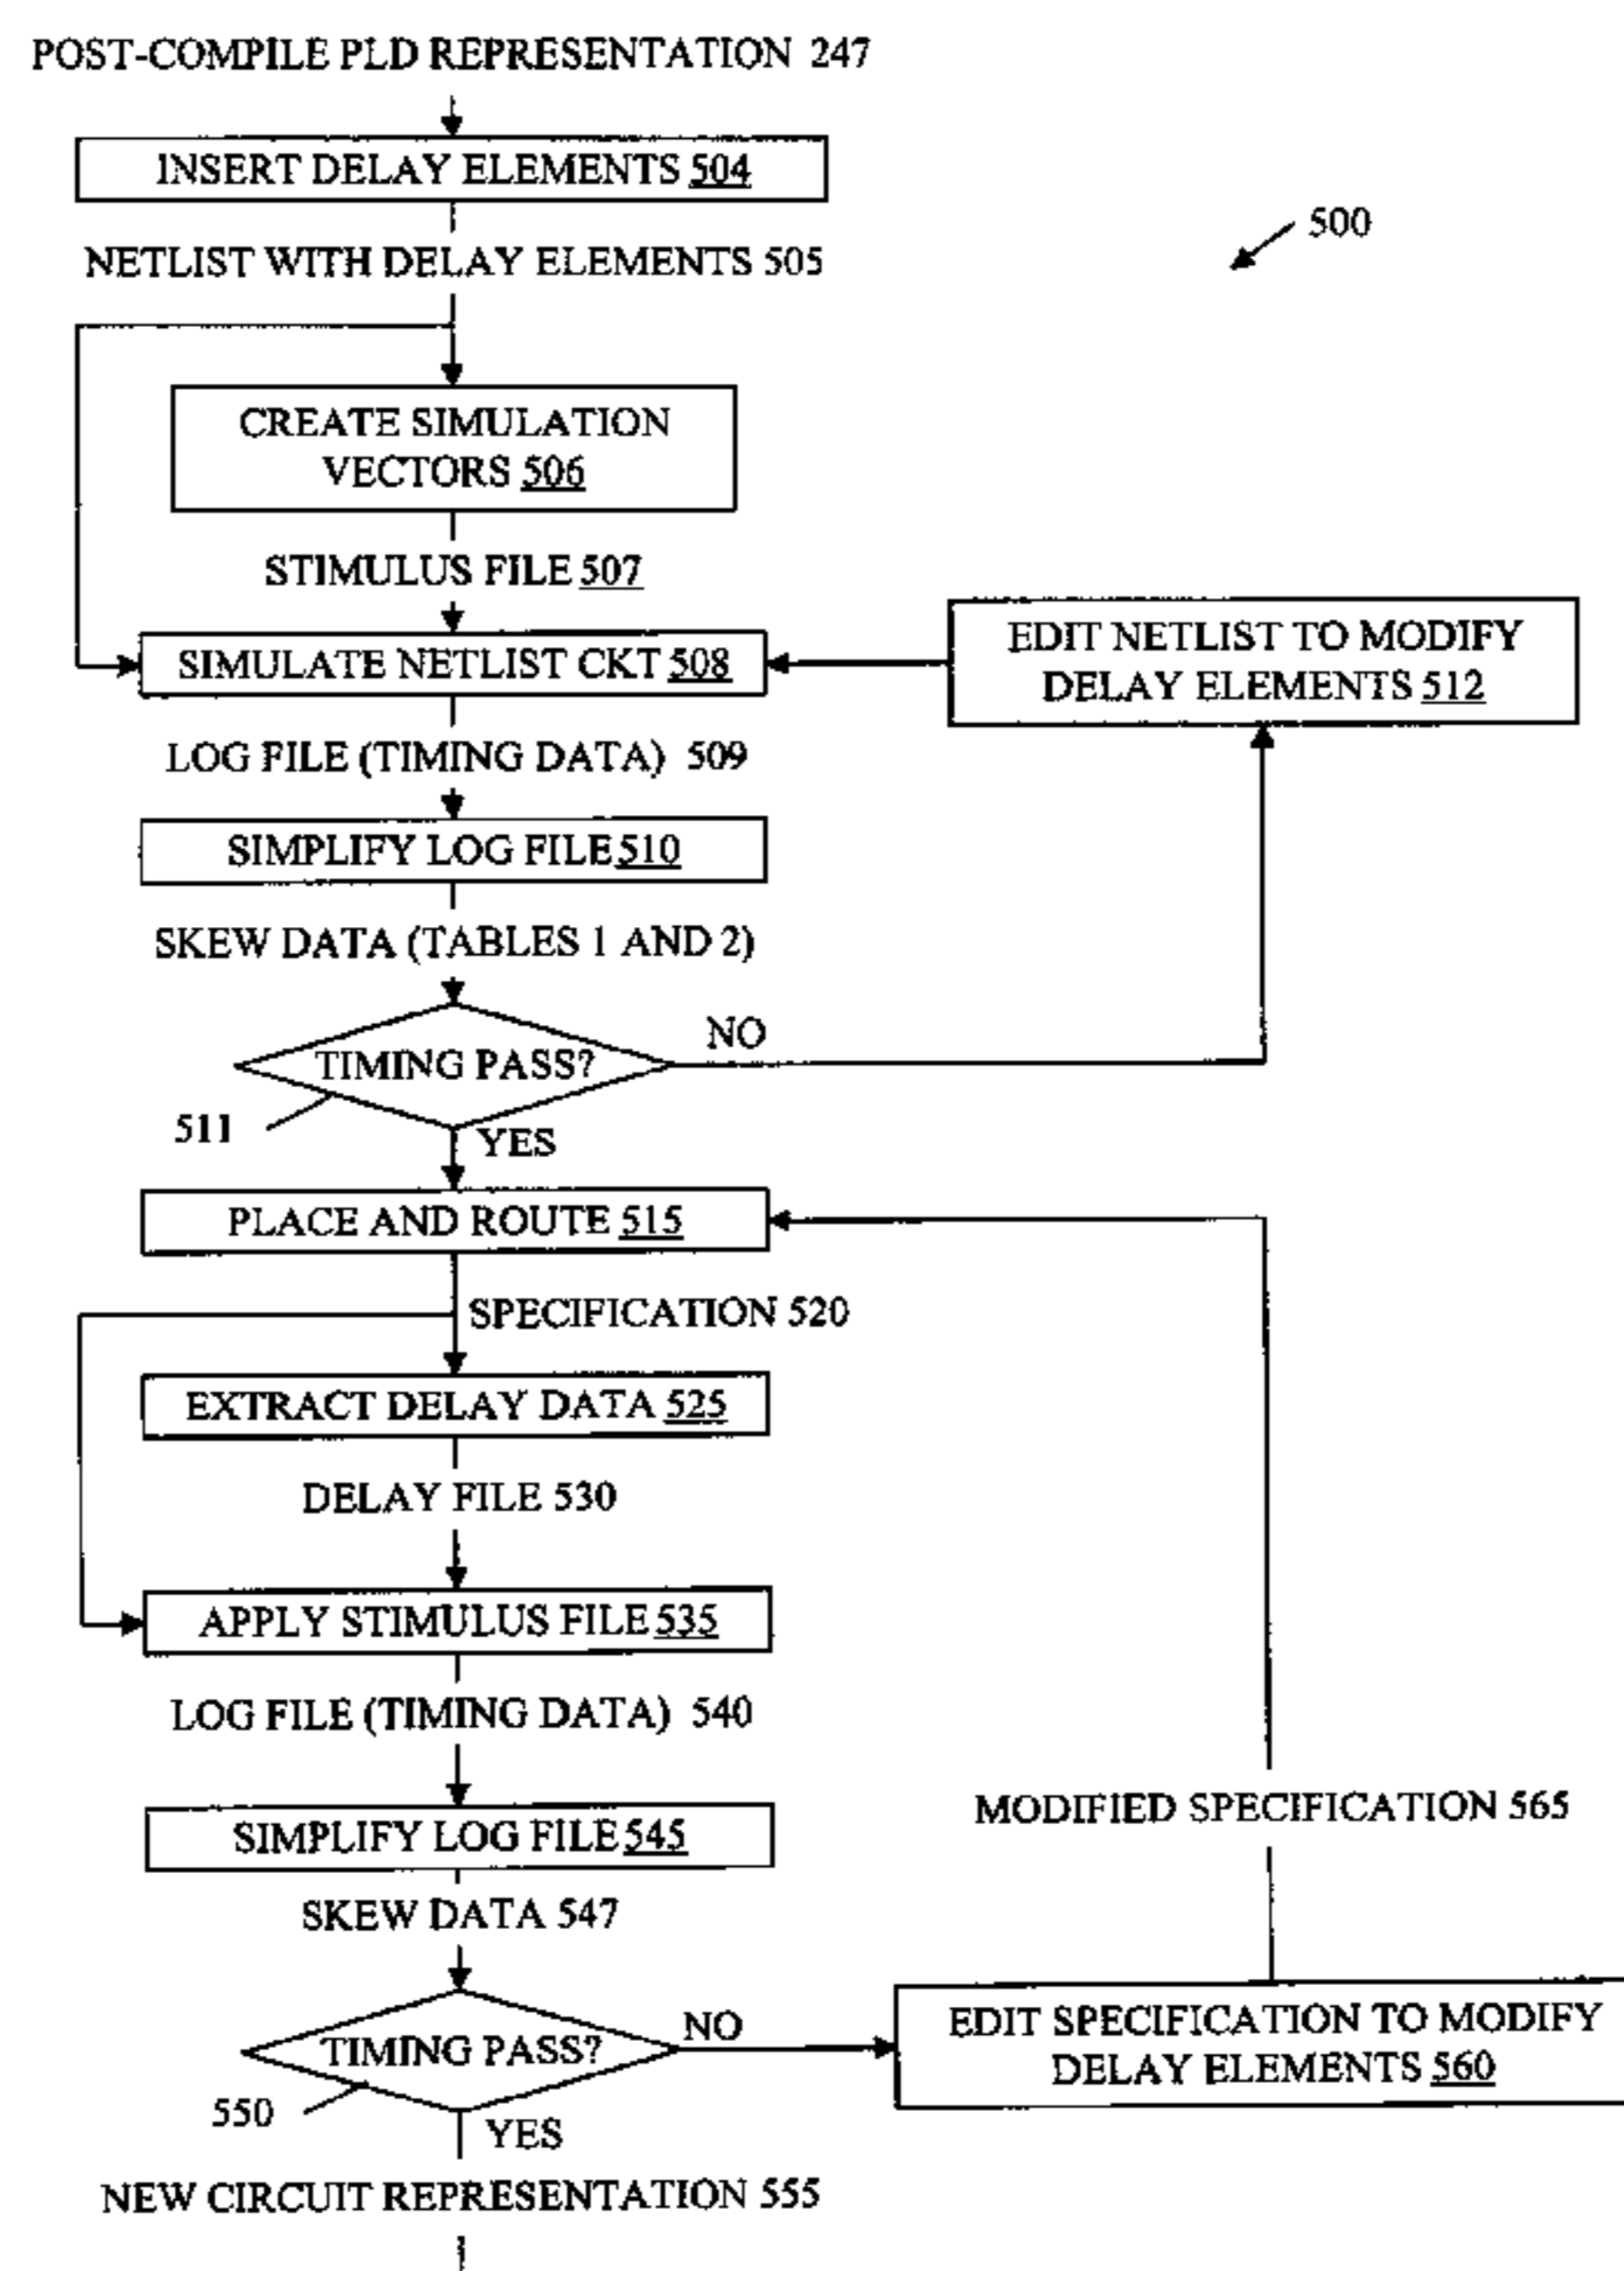 POST-COMPILE PLD REPRESENTATION 247
INSERT DELAY ELEMENTS 504
500
NETLIST WITH DELAY ELEMENTS 505
CREATE SIMULATION
VECTORS 506
STIMULUS FILE 507
EDIT NETLIST TO MODIFY
DELAY ELEMENTS 512
SIMULATE NETLIST CKT 508
LOG FILE (TIMING DATA) 509
SIMPLIFY LOG FILE 510
SKEW DATA (TABLES 1 AND 2)
NO
TIMING PASS?
511
YES
PLACE AND ROUTE 515
SPECIFICATION 520
EXTRACT DELAY DATA 525
DELAY FILE 530
APPLY STIMULUS FILE 535
LOG FILE (TIMING DATA) 540
MODIFIED SPECIFICATION 565
SIMPLIFY LOG FILE 545
SKEW DATA 547
NO
TIMING PASS?
EDIT SPECIFICATION TO MODIFY
DELAY ELEMENTS 560
550
YES
NEW CIRCUIT REPRESENTATION 555